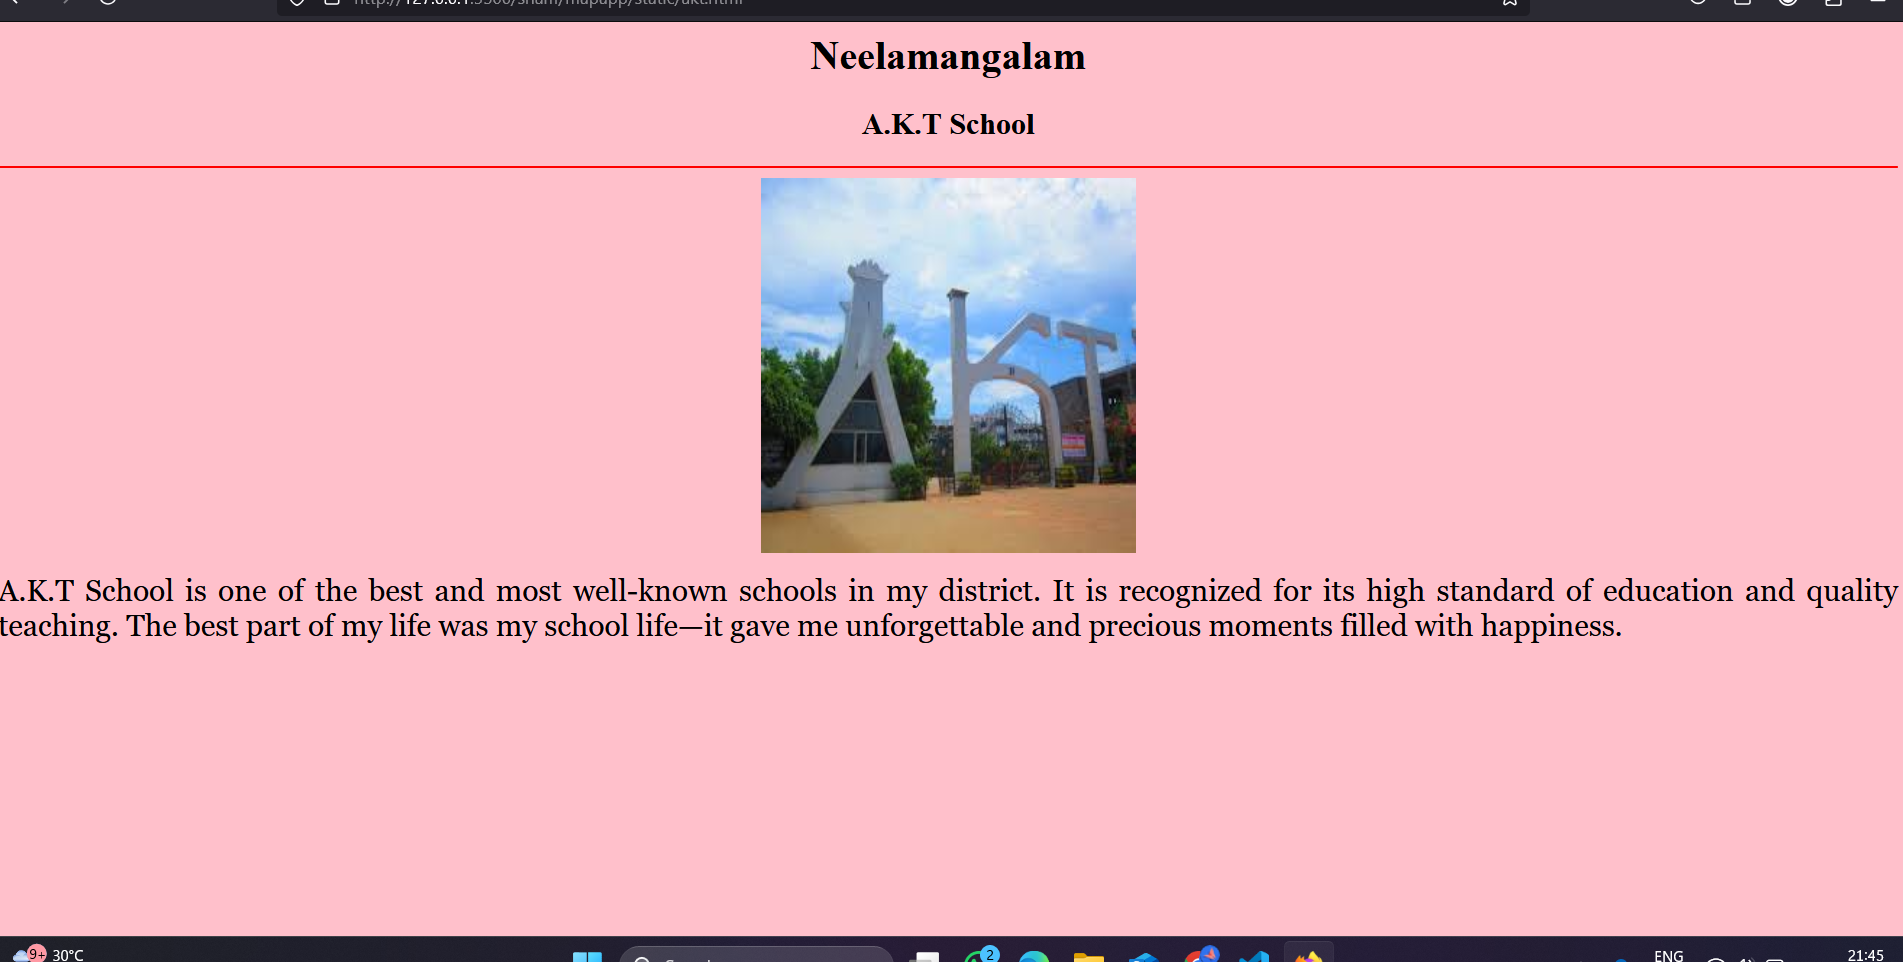 Neelamangalam
A.K.T School
AKT
A.K.T School is one of the best and most well-known schools in my district. It is recognized for its high standard of education and quality
teaching. The best part of my life was my school life—it gave me unforgettable and precious moments filled with happiness.
9+ 30°C
2
ENG
21:45